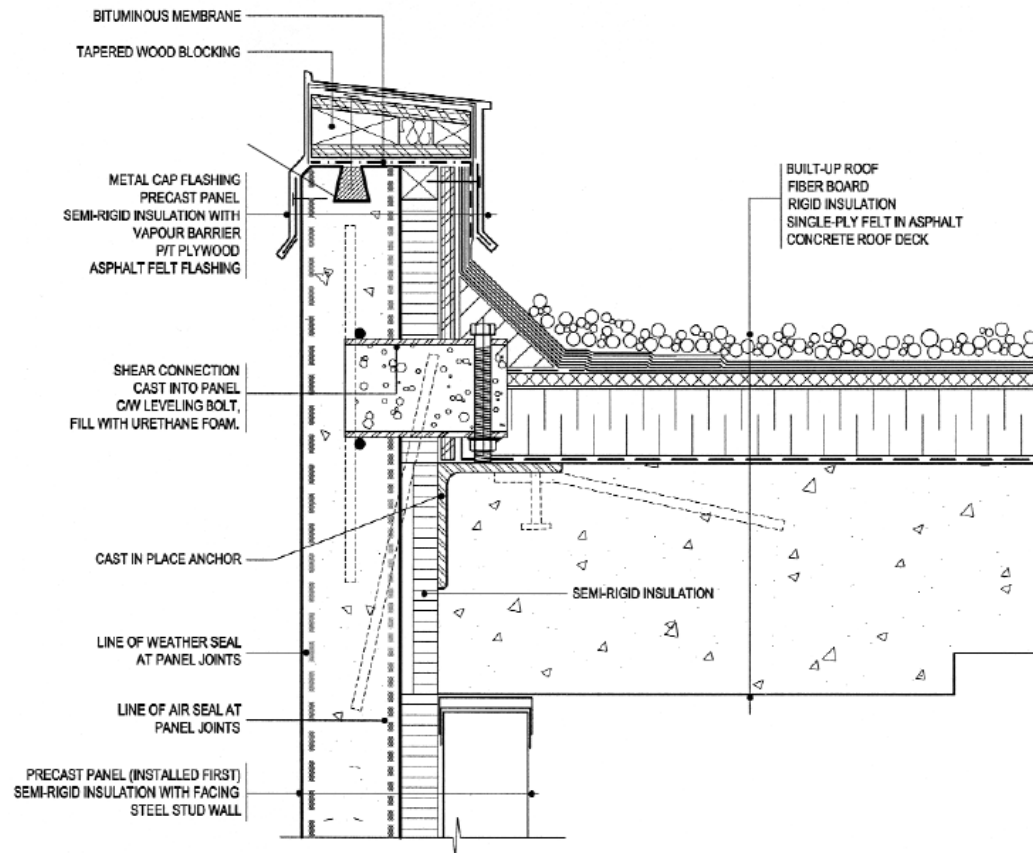 BITUMINOUS MEMBRANE
TAPERED WOOD BLOCKING
METAL CAP FLASHING
PRECAST PANEL
SEMI-RIGID INSULATION WITH
VAPOUR BARRIER
P/T PLYWOOD
ASPHALT FELT FLASHING
BUILT-UP ROOF
FIBER BOARD
RIGID INSULATION
SINGLE-PLY FELT IN ASPHALT
CONCRETE ROOF DECK
SHEAR CONNECTION
CAST INTO PANEL
C/W LEVELING BOLT,
FILL WITH URETHANE FOAM.
CAST IN PLACE ANCHOR
SEMI-RIGID INSULATION
LINE OF WEATHER SEAL
AT PANEL JOINTS
LINE OF AIR SEAL AT
PANEL JOINTS
PRECAST PANEL (INSTALLED FIRST)
SEMI-RIGID INSULATION WITH FACING
STEEL STUD WALL